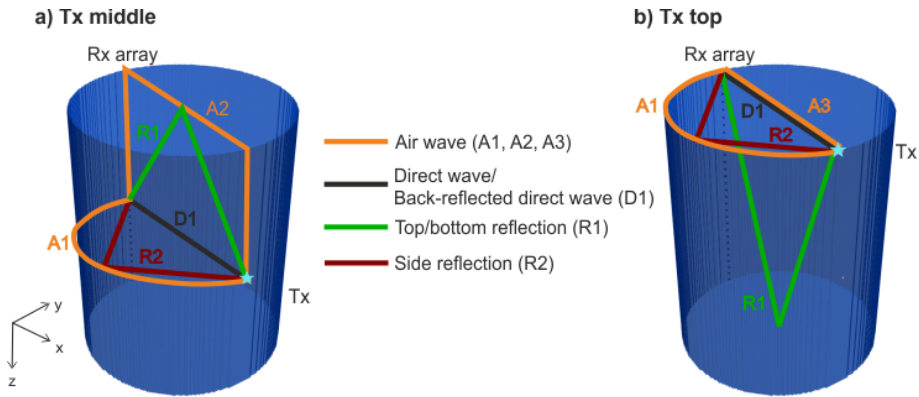 a) Tx middle
Rx array
A2
R1
D1
A1
R2
Tx
y
x
z
Air wave (A1, A2, A3)
Direct wave/
Back-reflected direct wave (D1)
Top/bottom reflection (R1)
Side reflection (R2)
b) Tx top
Rx array
A1
A3
D1
R2
Tx
R1